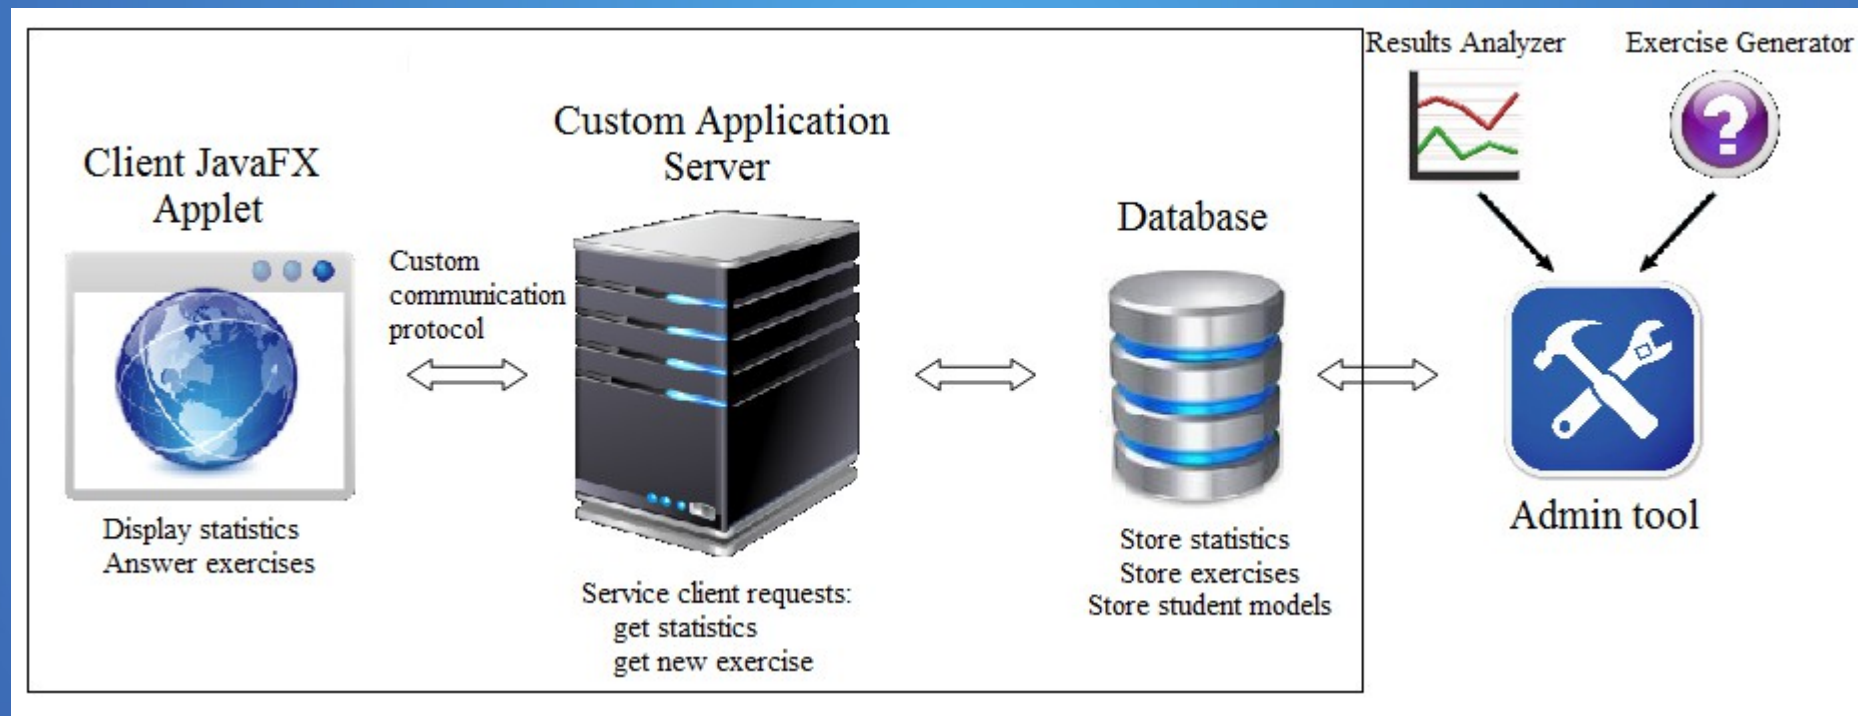 Client JavaFX
Applet
Display statistics
Answer exercises
Custom
communication
protocol
Custom Application
Server
Service client requests:
get statistics
get new exercise
Database
Store statistics
Store exercises
Store student models
Results Analyzer
Exercise Generator
?
Admin tool